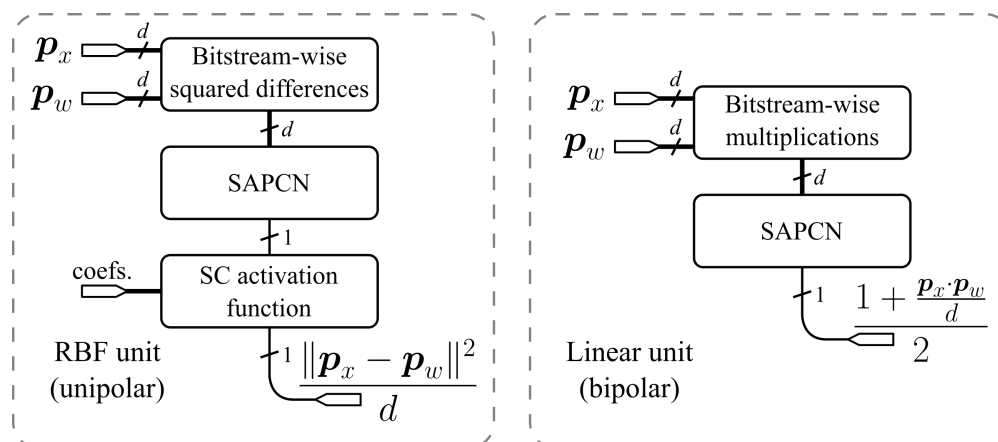 d
𝒑_x
d
𝒑_w
Bitstream-wise
squared differences
d
SAPCN
1
coefs.
SC activation
function
1
‖𝒑_x − 𝒑_w‖²
d
RBF unit
(unipolar)
d
𝒑_x
d
𝒑_w
Bitstream-wise
multiplications
d
SAPCN
1
1 + 𝒑_x·𝒑_w
d
2
Linear unit
(bipolar)